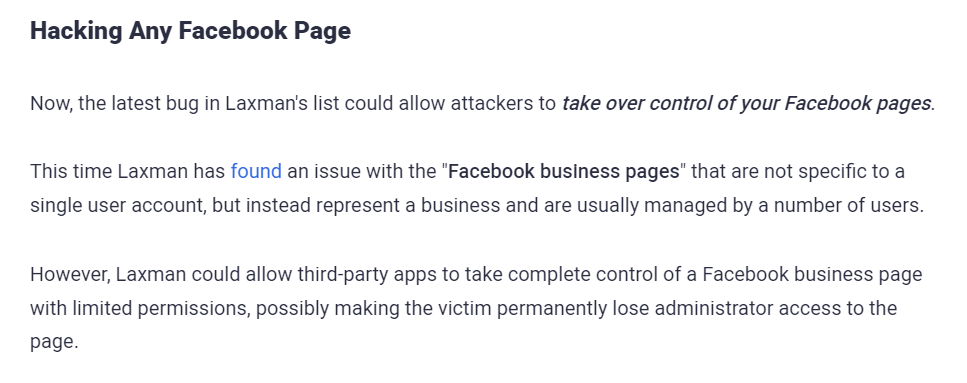 Hacking Any Facebook Page
Now, the latest bug in Laxman's list could allow attackers to take over control of your Facebook pages.
This time Laxman has found an issue with the "Facebook business pages" that are not specific to a
single user account, but instead represent a business and are usually managed by a number of users.
However, Laxman could allow third-party apps to take complete control of a Facebook business page
with limited permissions, possibly making the victim permanently lose administrator access to the
page.